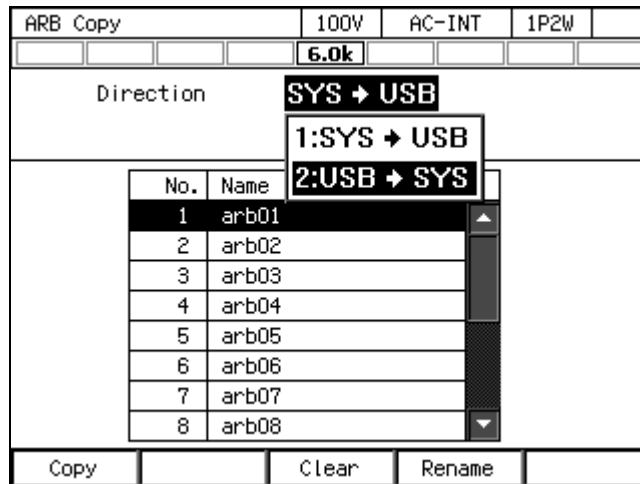 ARB Copy 100V AC-INT 1P2W
6.0k
Direction SYS → USB
1:SYS → USB
2:USB → SYS
No. Name
1 arb01
2 arb02
3 arb03
4 arb04
5 arb05
6 arb06
7 arb07
8 arb08
Copy Clear Rename